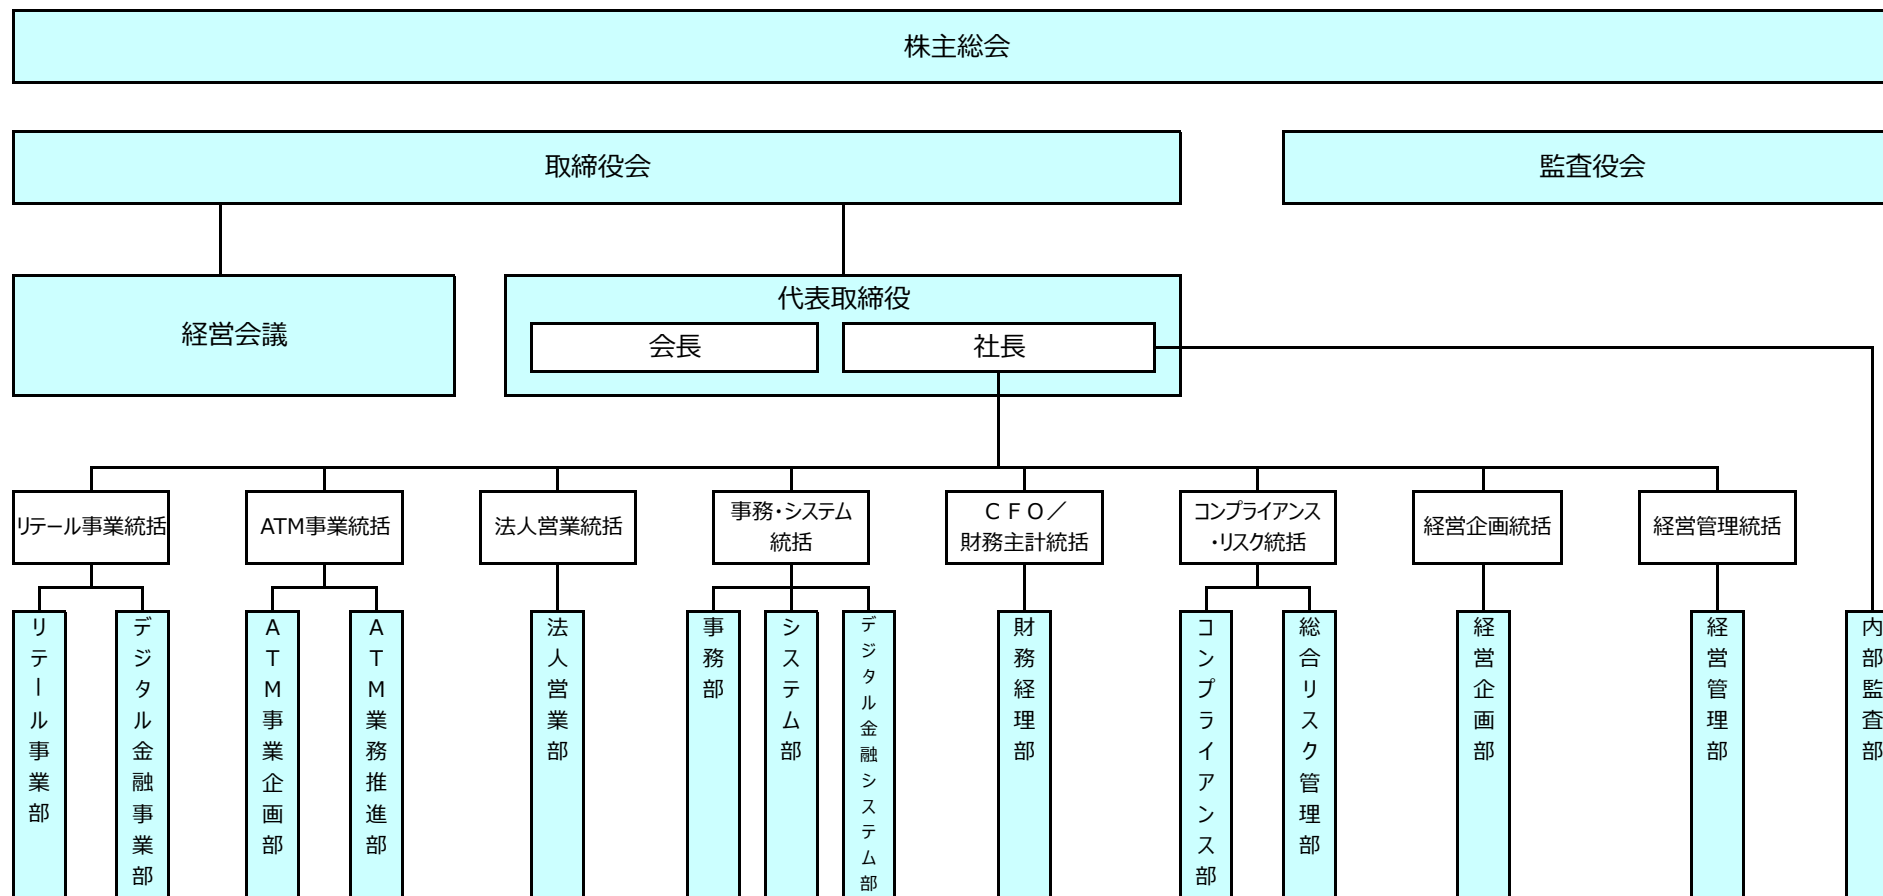 株主総会
取締役会
監査役会
経営会議
代表取締役
会長
社長
リテール事業統括
ATM事業統括
法人営業統括
事務・システム
統括
ＣＦＯ／
財務主計統括
コンプライアンス
・リスク統括
経営企画統括
経営管理統括
リテール事業部
デジタル金融事業部
ATM事業企画部
ATM業務推進部
法人営業部
事務部
システム部
デジタル金融システム部
財務経理部
コンプライアンス部
総合リスク管理部
経営企画部
経営管理部
内部監査部